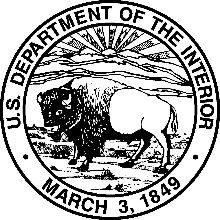 U.S. DEPARTMENT OF THE INTERIOR
MARCH 3, 1849